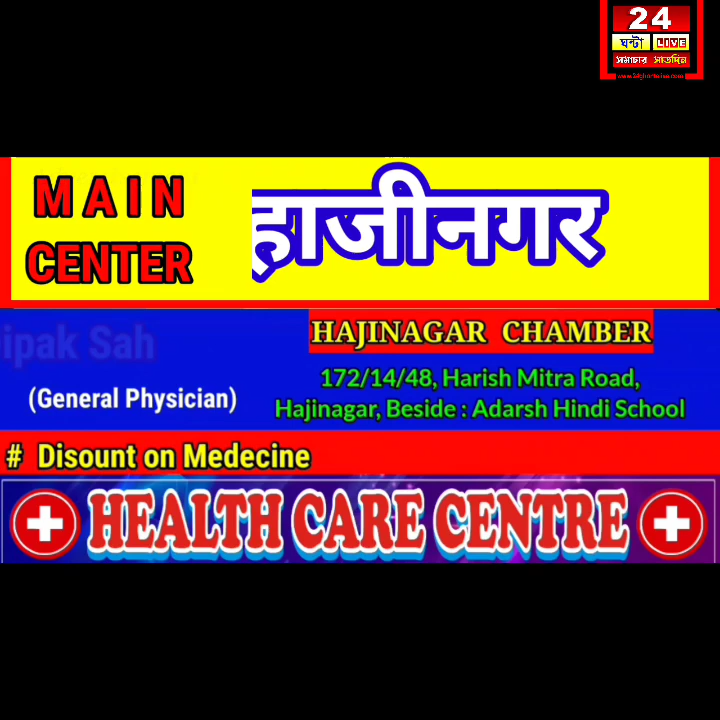 24
ঘন্টা LIVE
সমাচার সাতদিন
MAIN हाजीनगर
CENTER
ipak Sah
HAJINAGAR CHAMBER
172/14/48, Harish Mitra Road,
(General Physician)
Hajinagar, Beside : Adarsh Hindi School
# Disount on Medecine
HEALTH CARE CENTRE